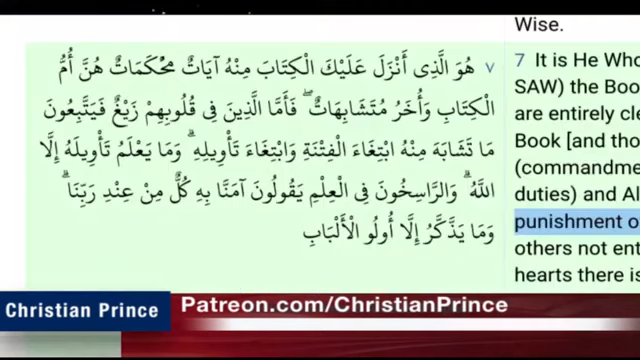 Wise.
٧ هُوَ الَّذِى أَنْزَلَ عَلَيْكَ الْكِتَابَ مِنْهُ آيَاتٌ مُحْكَمَاتٌ هُنَّ أُمُّ
الْكِتَابِ وَأُخَرُ مُتَشَابِهَاتٌ ۖ فَأَمَّا الَّذِينَ فِى قُلُوبِهِمْ زَيْغٌ فَيَتَّبِعُونَ
مَا تَشَابَهَ مِنْهُ ابْتِغَاءَ الْفِتْنَةِ وَابْتِغَاءَ تَأْوِيلِهِ ۗ وَمَا يَعْلَمُ تَأْوِيلَهُ إِلَّا
اللَّهُ ۗ وَالرَّاسِخُونَ فِى الْعِلْمِ يَقُولُونَ آمَنَّا بِهِ كُلٌّ مِنْ عِنْدِ رَبِّنَا ۗ
وَمَا يَذَّكَّرُ إِلَّا أُولُو الْأَلْبَابِ
7 It is He Who
SAW) the Boo
are entirely cle
Book [and tho
(commandme
duties) and Al
punishment o
others not ent
hearts there is
Christian Prince
Patreon.com/ChristianPrince